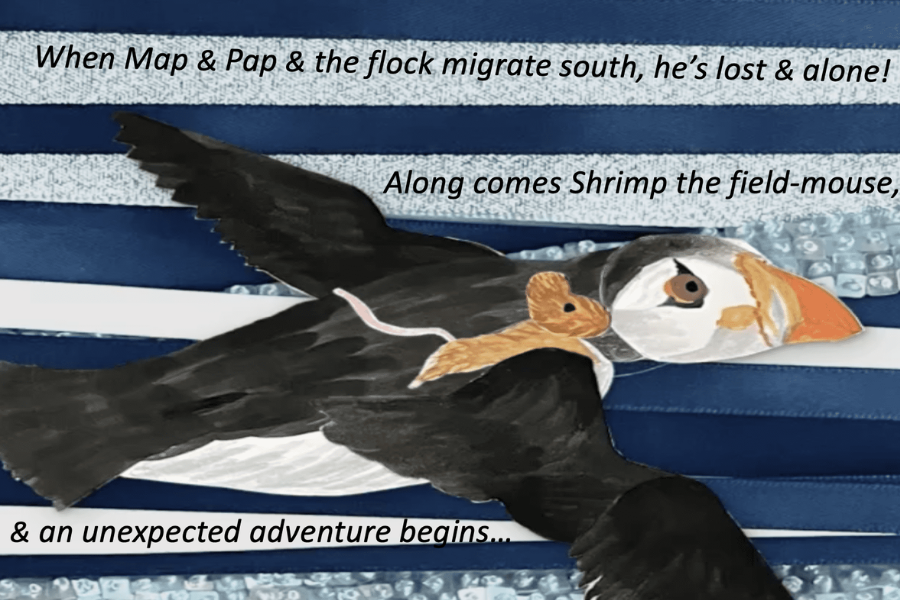 When Map & Pap & the flock migrate south, he's lost & alone!
Along comes Shrimp the field-mouse,
& an unexpected adventure begins...